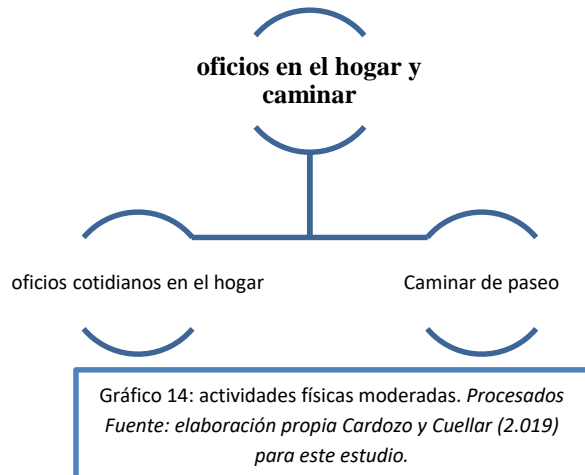 oficios en el hogar y
caminar
oficios cotidianos en el hogar
Caminar de paseo
Gráfico 14: actividades físicas moderadas. Procesados
Fuente: elaboración propia Cardozo y Cuellar (2.019)
para este estudio.